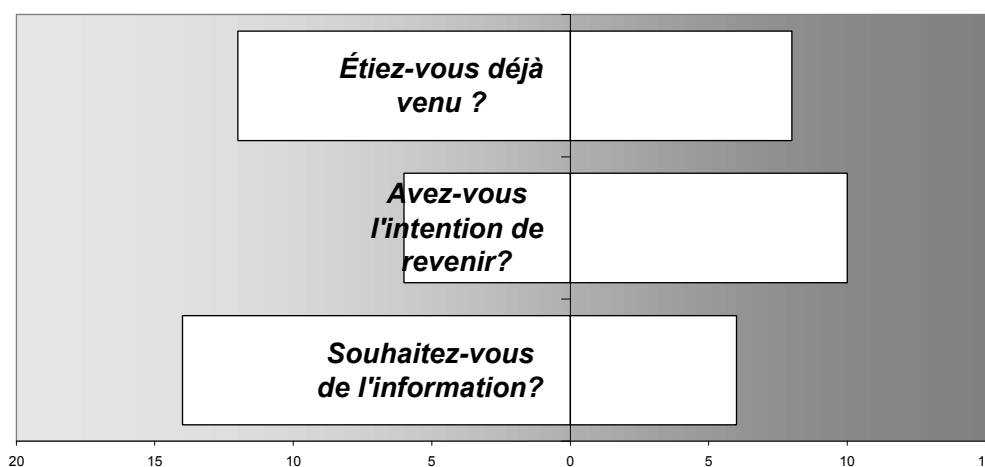 Étiez-vous déjà
venu ?
Avez-vous
l'intention de
revenir?
Souhaitez-vous
de l'information?
20 15 10 5 0 5 10 15